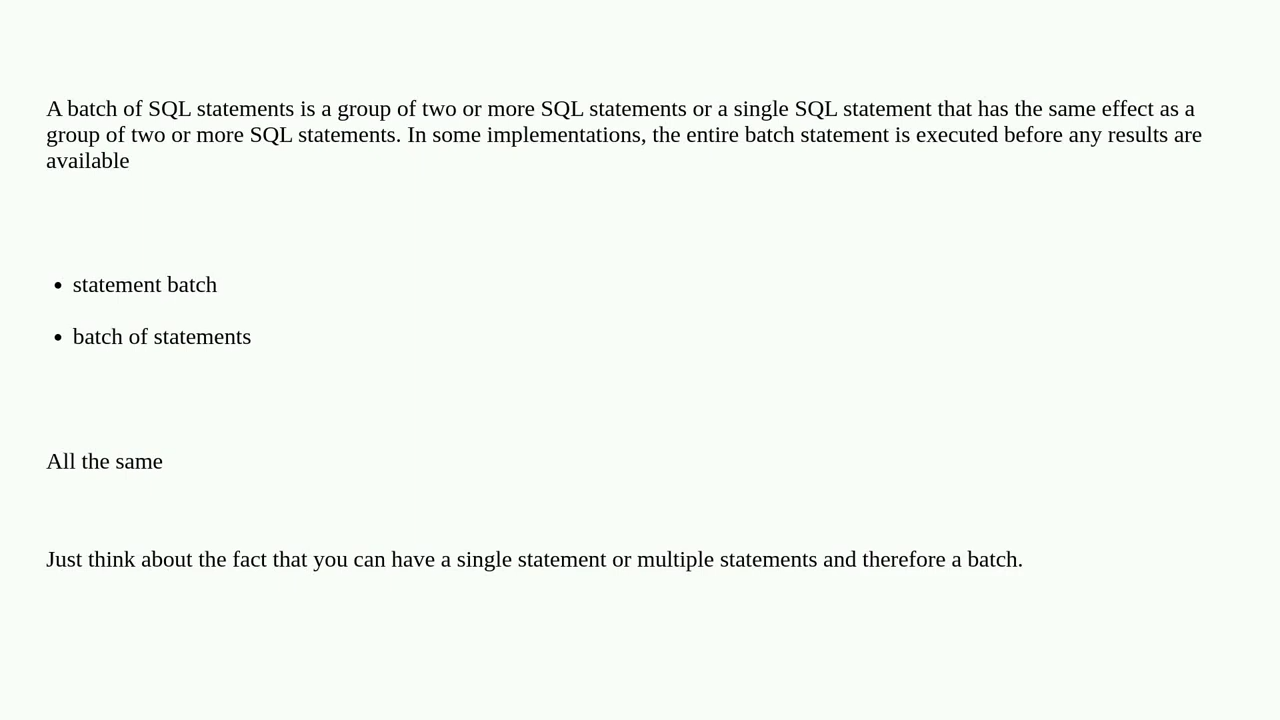 A batch of SQL statements is a group of two or more SQL statements or a single SQL statement that has the same effect as a
group of two or more SQL statements. In some implementations, the entire batch statement is executed before any results are
available
• statement batch
• batch of statements
All the same
Just think about the fact that you can have a single statement or multiple statements and therefore a batch.